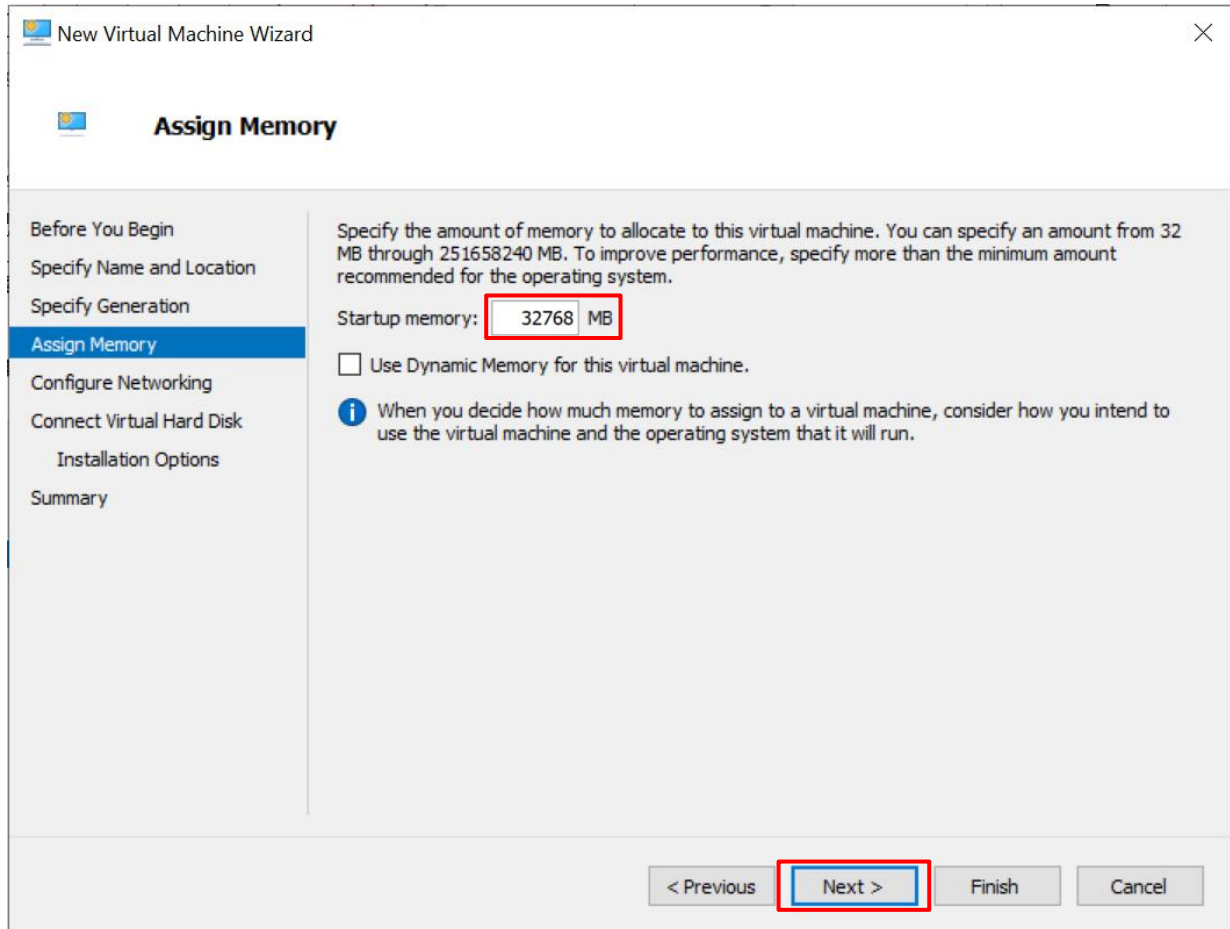 New Virtual Machine Wizard
Assign Memory
Before You Begin
Specify Name and Location
Specify Generation
Assign Memory
Configure Networking
Connect Virtual Hard Disk
Installation Options
Summary
Specify the amount of memory to allocate to this virtual machine. You can specify an amount from 32
MB through 251658240 MB. To improve performance, specify more than the minimum amount
recommended for the operating system.
Startup memory: 32768 MB
Use Dynamic Memory for this virtual machine.
When you decide how much memory to assign to a virtual machine, consider how you intend to
use the virtual machine and the operating system that it will run.
< Previous Next > Finish Cancel